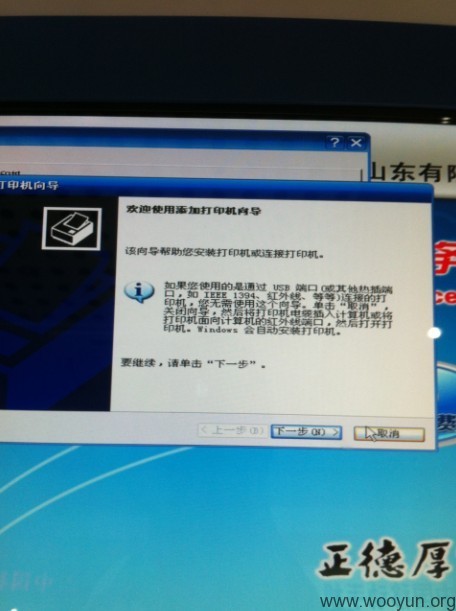 山东有限
打印机向导
欢迎使用添加打印机向导
该向导帮助您安装打印机或连接打印机。
如果您使用的是通过 USB 端口(或其他热插端
口，如 IEEE 1394、红外线、等等)连接的打
印机，您无需使用这个向导。单击“取消”，
关闭向导，然后将打印机电缆插入计算机或将
打印机面向计算机的红外线端口，然后打开打
印机。Windows 会自动安装打印机。
要继续，请单击“下一步”。
< 上一步(B)
下一步(N) >
取消
费
正德厚
www.wooyun.org